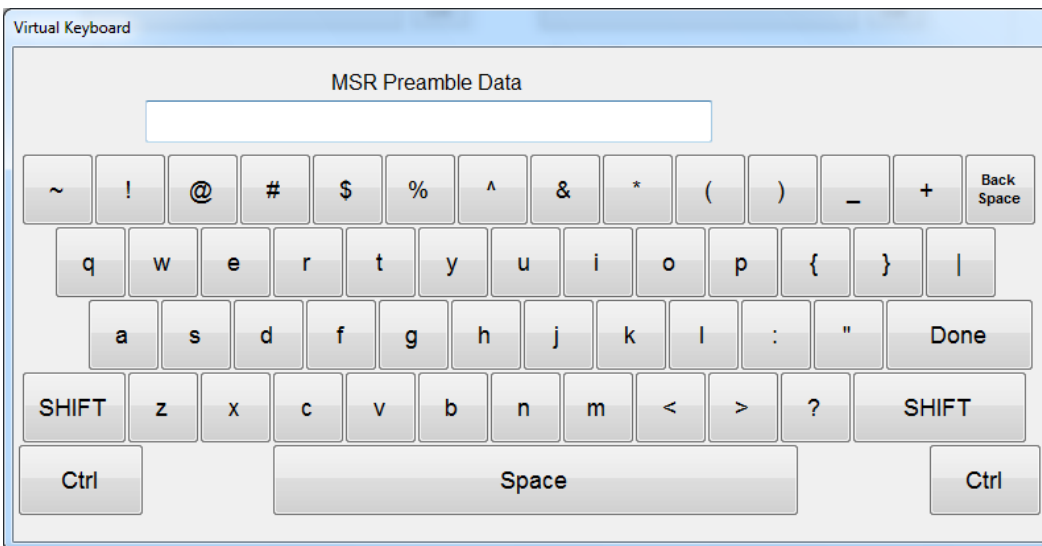 Virtual Keyboard
MSR Preamble Data
~ ! @ # $ % ^ & * ( ) _ + Back Space
q w e r t y u i o p { } |
a s d f g h j k l : " Done
SHIFT z x c v b n m < > ? SHIFT
Ctrl Space Ctrl